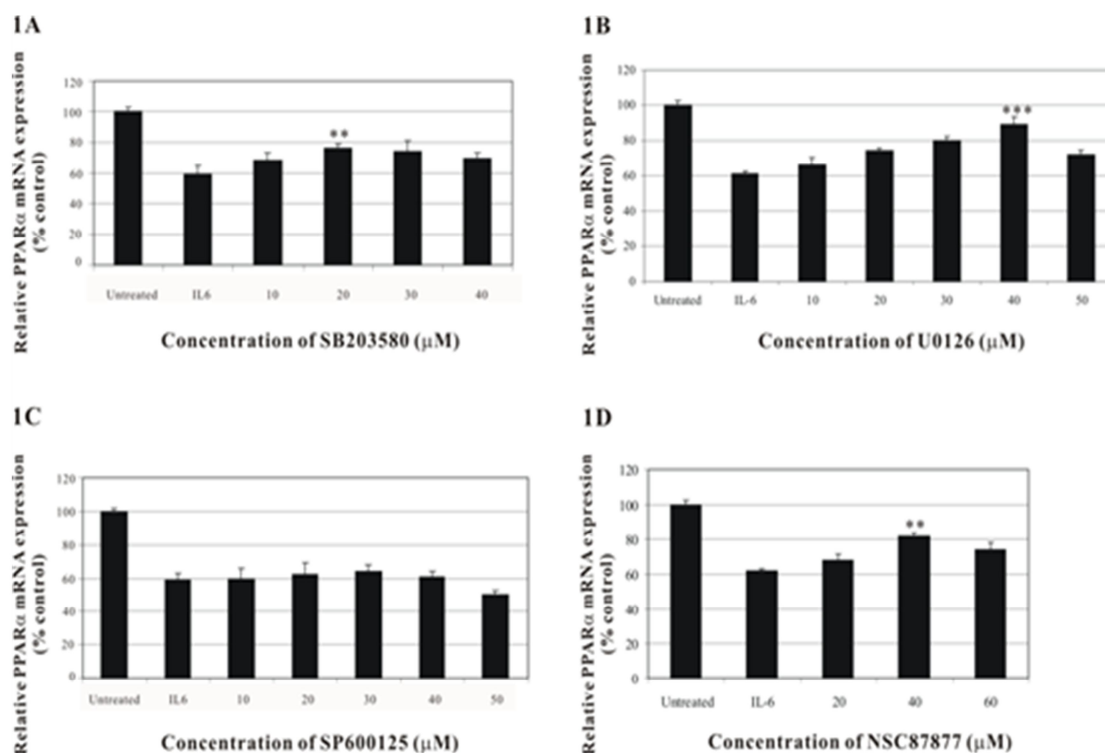 1A
Relative PPARα mRNA expression
(% control)
120
100
80
60
40
20
0
**
Untreated IL6 10 20 30 40
Concentration of SB203580 (μM)
1B
Relative PPARα mRNA expression
(% control)
120
100
80
60
40
20
0
***
Untreated IL-6 10 20 30 40 50
Concentration of U0126 (μM)
1C
Relative PPARα mRNA expression
(% control)
120
100
80
60
40
20
0
Untreated IL6 10 20 30 40 50
Concentration of SP600125 (μM)
1D
Relative PPARα mRNA expression
(% control)
120
100
80
60
40
20
0
**
Untreated IL-6 20 40 60
Concentration of NSC87877 (μM)